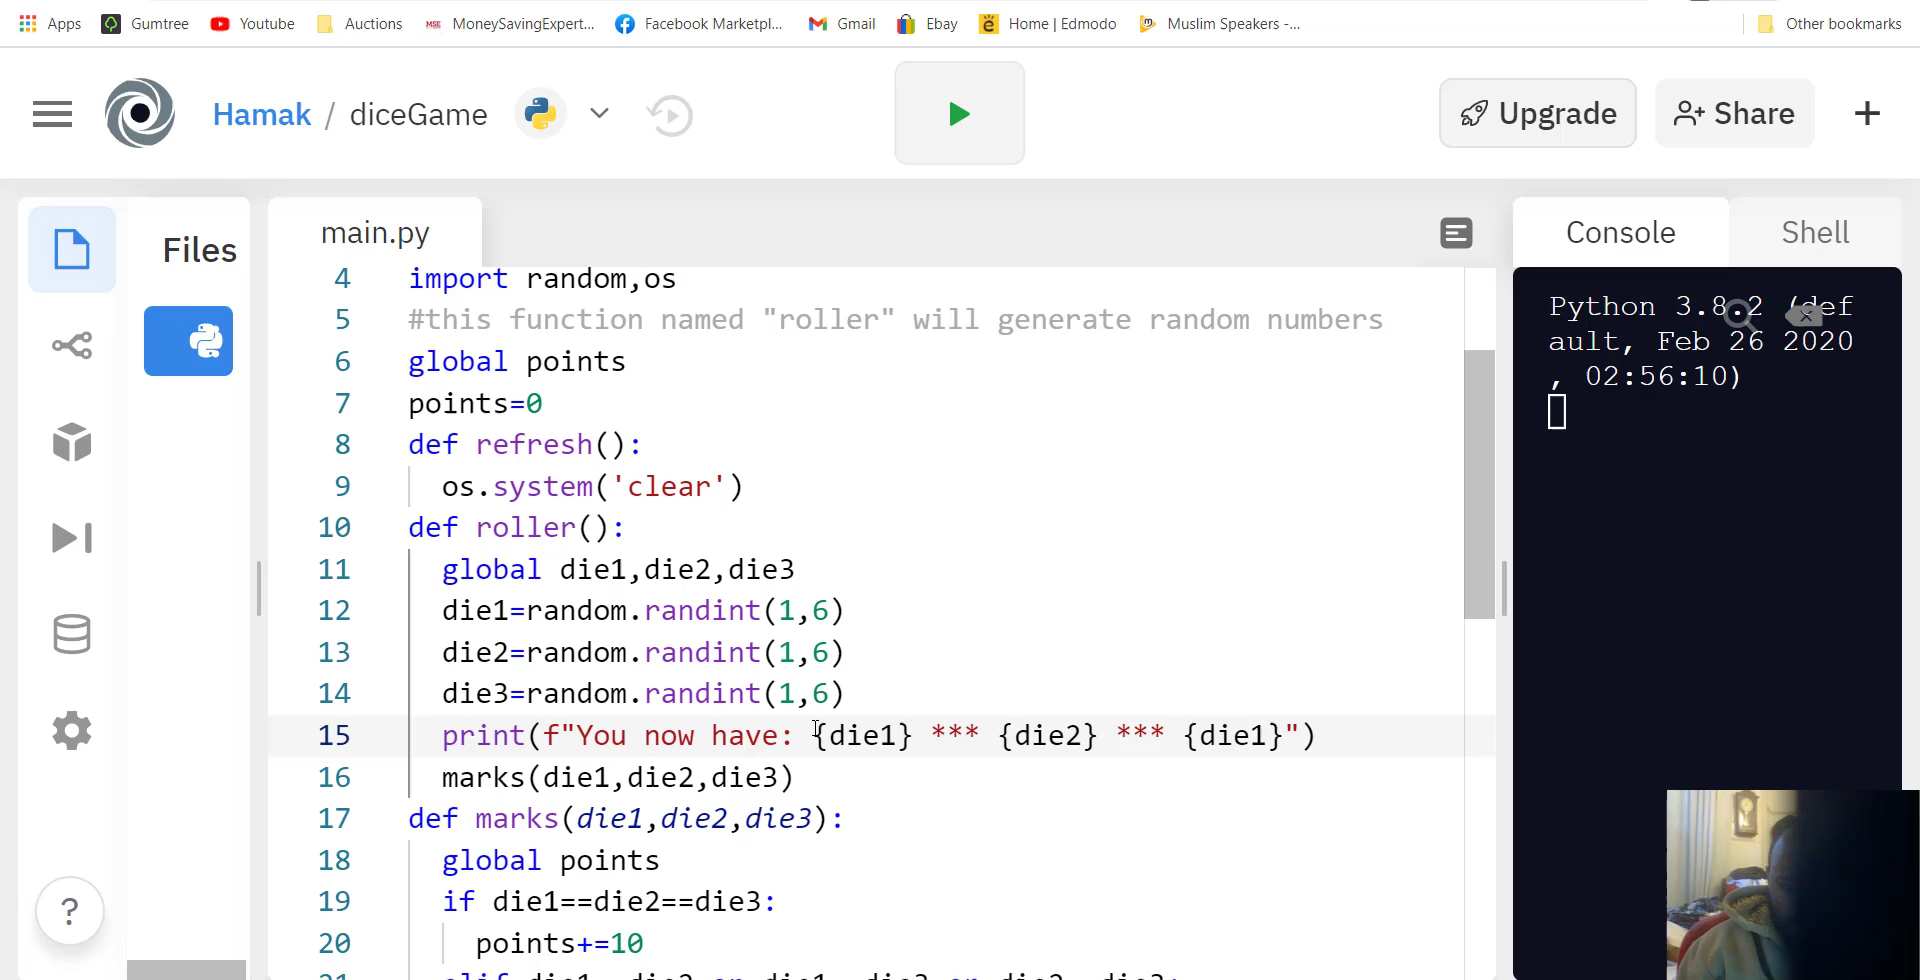 Apps Gumtree Youtube Auctions MSE MoneySavingExpert... Facebook Marketpl... Gmail Ebay Home | Edmodo Muslim Speakers -... Other bookmarks
Hamak / diceGame Upgrade Share +
Files main.py Console Shell
4 import random,os
5 #this function named "roller" will generate random numbers
6 global points
7 points=0
8 def refresh():
9 os.system('clear')
10 def roller():
11 global die1,die2,die3
12 die1=random.randint(1,6)
13 die2=random.randint(1,6)
14 die3=random.randint(1,6)
15 print(f"You now have: {die1} *** {die2} *** {die1}")
16 marks(die1,die2,die3)
17 def marks(die1,die2,die3):
18 global points
19 if die1==die2==die3:
20 points+=10
Python 3.8.2 (def
ault, Feb 26 2020
, 02:56:10)
?